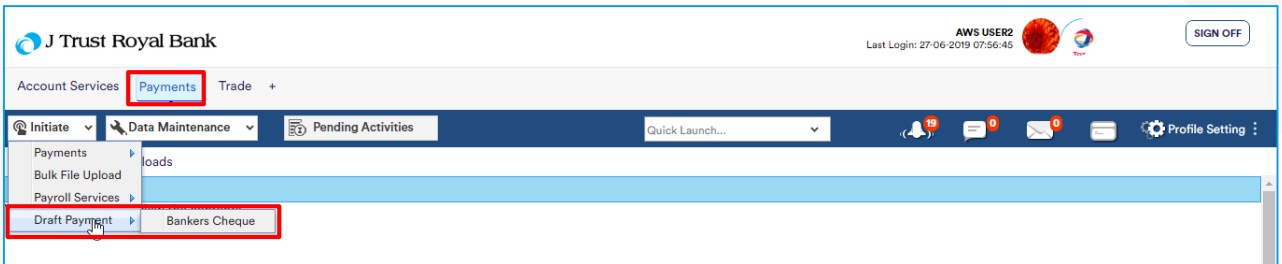 J Trust Royal Bank
AWS USER2
Last Login: 27-06-2019 07:56:45
SIGN OFF
Account Services Payments Trade +
Initiate Data Maintenance Pending Activities Quick Launch... 19 0 0 Profile Setting
Payments loads
Bulk File Upload
Payroll Services
Draft Payment Bankers Cheque